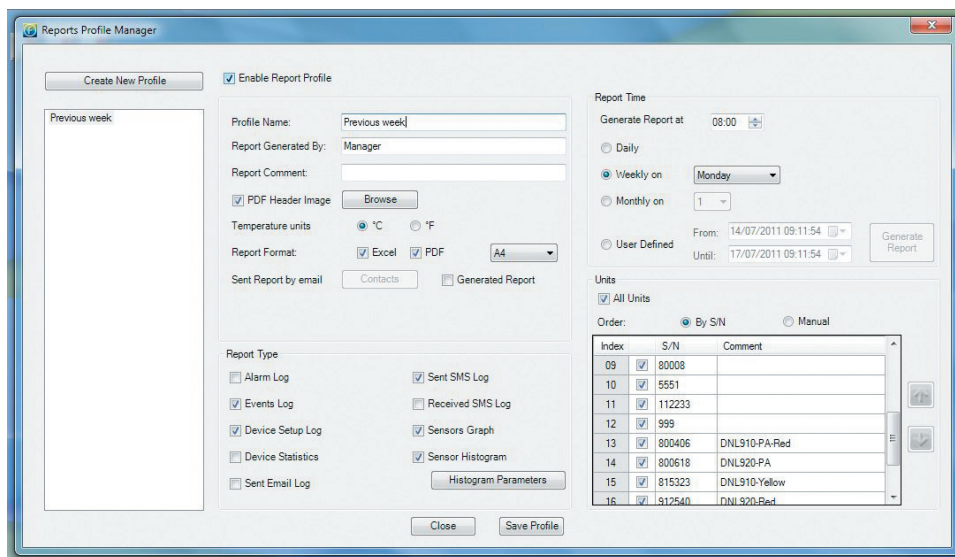 Reports Profile Manager
Create New Profile
Enable Report Profile
Previous week
Profile Name: Previous week
Report Generated By: Manager
Report Comment:
PDF Header Image Browse
Temperature units °C °F
Report Format: Excel PDF A4
Sent Report by email Contacts Generated Report
Report Type
Alarm Log Sent SMS Log
Events Log Received SMS Log
Device Setup Log Sensors Graph
Device Statistics Sensor Histogram
Sent Email Log Histogram Parameters
Report Time
Generate Report at 08:00
Daily
Weekly on Monday
Monthly on 1
User Defined From: 14/07/2011 09:11:54
Until: 17/07/2011 09:11:54
Generate Report
Units
All Units
Order: By S/N Manual
Index S/N Comment
09 80008
10 5551
11 112233
12 999
13 800406 DNL910-PA-Red
14 800618 DNL920-PA
15 815323 DNL910-Yellow
16 912540 DNL920-Red
Close Save Profile